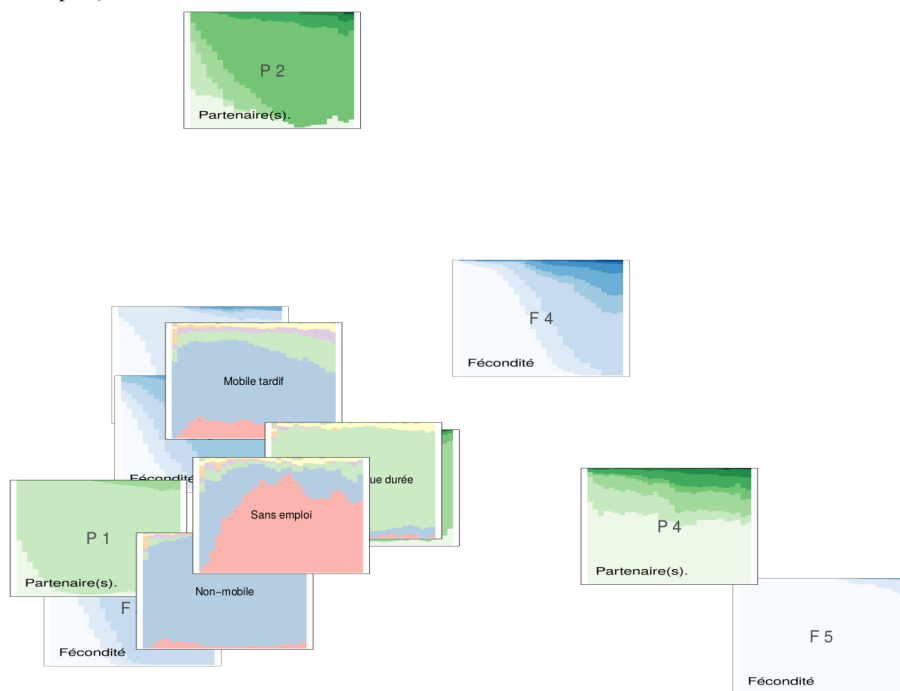 P 2
Partenaire(s).
F 4
Fécondité
Mobile tardif
Fécondité
ue durée
Sans emploi
P 1
P 4
Partenaire(s).
Partenaire(s).
Non−mobile
F
F 5
Fécondité
Fécondité